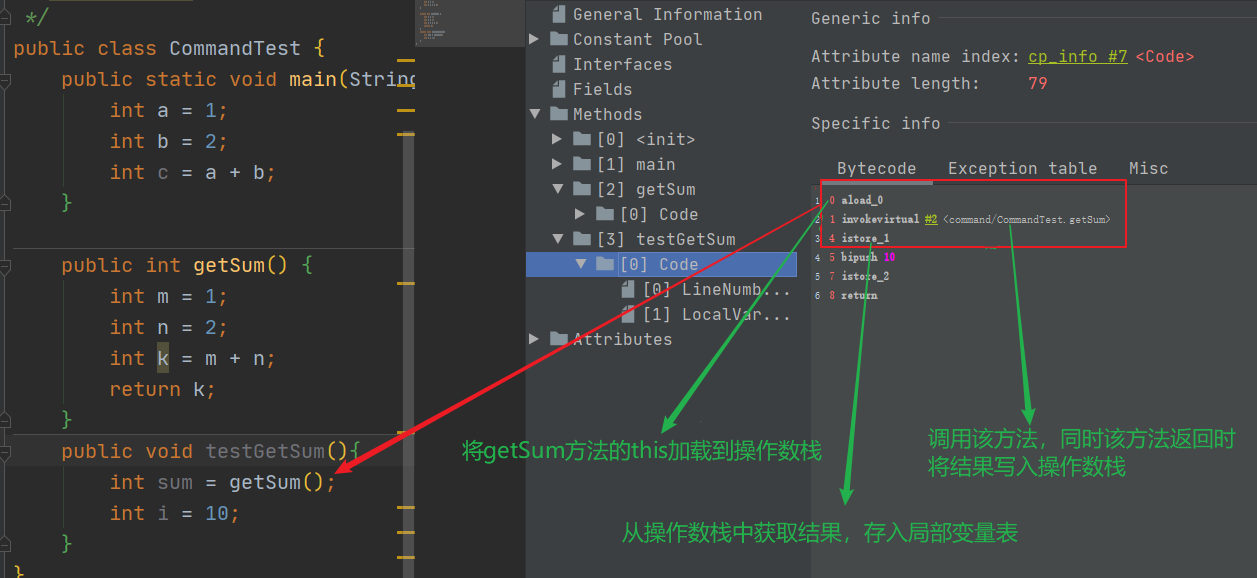 */
public class CommandTest {
public static void main(String
int a = 1;
int b = 2;
int c = a + b;
}
public int getSum() {
int m = 1;
int n = 2;
int k = m + n;
return k;
}
public void testGetSum(){
int sum = getSum();
int i = 10;
}
}
General Information
Constant Pool
Interfaces
Fields
Methods
[0] <init>
[1] main
[2] getSum
[0] Code
[3] testGetSum
[0] Code
[0] LineNumb...
[1] LocalVar...
Attributes
Generic info
Attribute name index: cp_info #7 <Code>
Attribute length: 79
Specific info
Bytecode Exception table Misc
1 0 aload_0
2 1 invokevirtual #2 <command/CommandTest.getSum>
3 4 istore_1
4 5 bipush 10
5 7 istore_2
6 8 return
将getSum方法的this加载到操作数栈
调用该方法，同时该方法返回时
将结果写入操作数栈
从操作数栈中获取结果，存入局部变量表